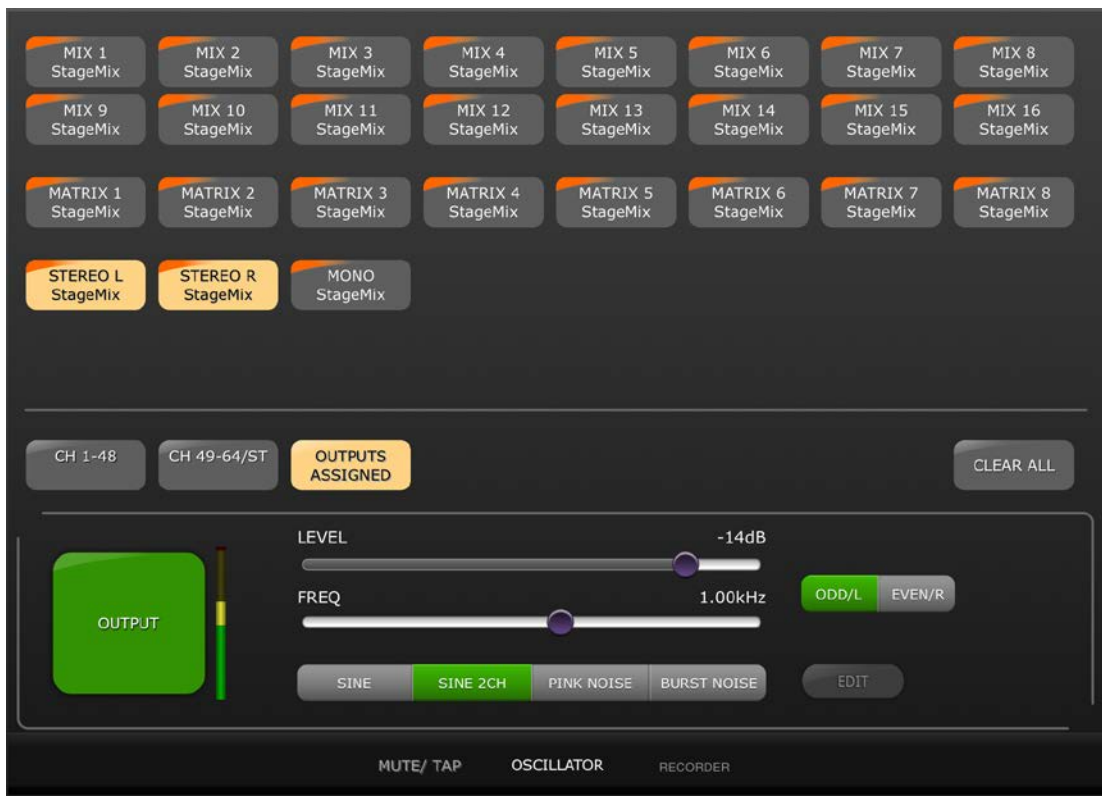 MIX 1 MIX 2 MIX 3 MIX 4 MIX 5 MIX 6 MIX 7 MIX 8
StageMix StageMix StageMix StageMix StageMix StageMix StageMix StageMix
MIX 9 MIX 10 MIX 11 MIX 12 MIX 13 MIX 14 MIX 15 MIX 16
StageMix StageMix StageMix StageMix StageMix StageMix StageMix StageMix
MATRIX 1 MATRIX 2 MATRIX 3 MATRIX 4 MATRIX 5 MATRIX 6 MATRIX 7 MATRIX 8
StageMix StageMix StageMix StageMix StageMix StageMix StageMix StageMix
STEREO L STEREO R MONO
StageMix StageMix StageMix
CH 1-48 CH 49-64/ST OUTPUTS
ASSIGNED
CLEAR ALL
LEVEL -14dB
FREQ 1.00kHz
ODD/L EVEN/R
OUTPUT
SINE SINE 2CH PINK NOISE BURST NOISE EDIT
MUTE/ TAP OSCILLATOR RECORDER